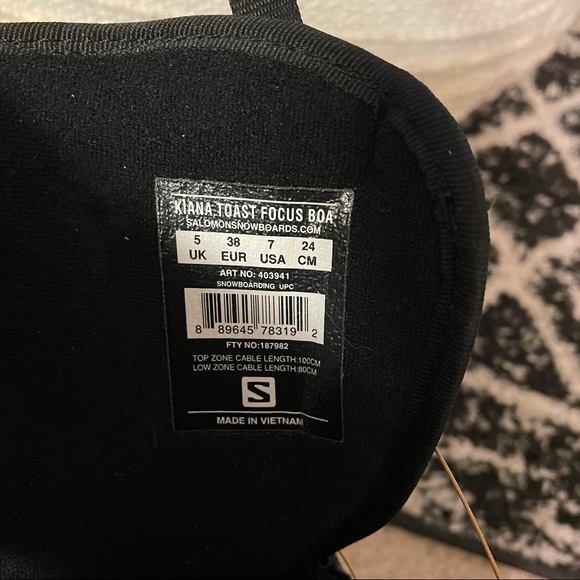 KIANA TOAST FOCUS BOA
SALOMONSNOWBOARDS.COM
5 38 7 24
UK EUR USA CM
ART NO: 403941
SNOWBOARDING UPC
8 89645 78319 2
FTY NO:187982
TOP ZONE CABLE LENGTH:100CM
LOW ZONE CABLE LENGTH:80CM
S
MADE IN VIETNAM